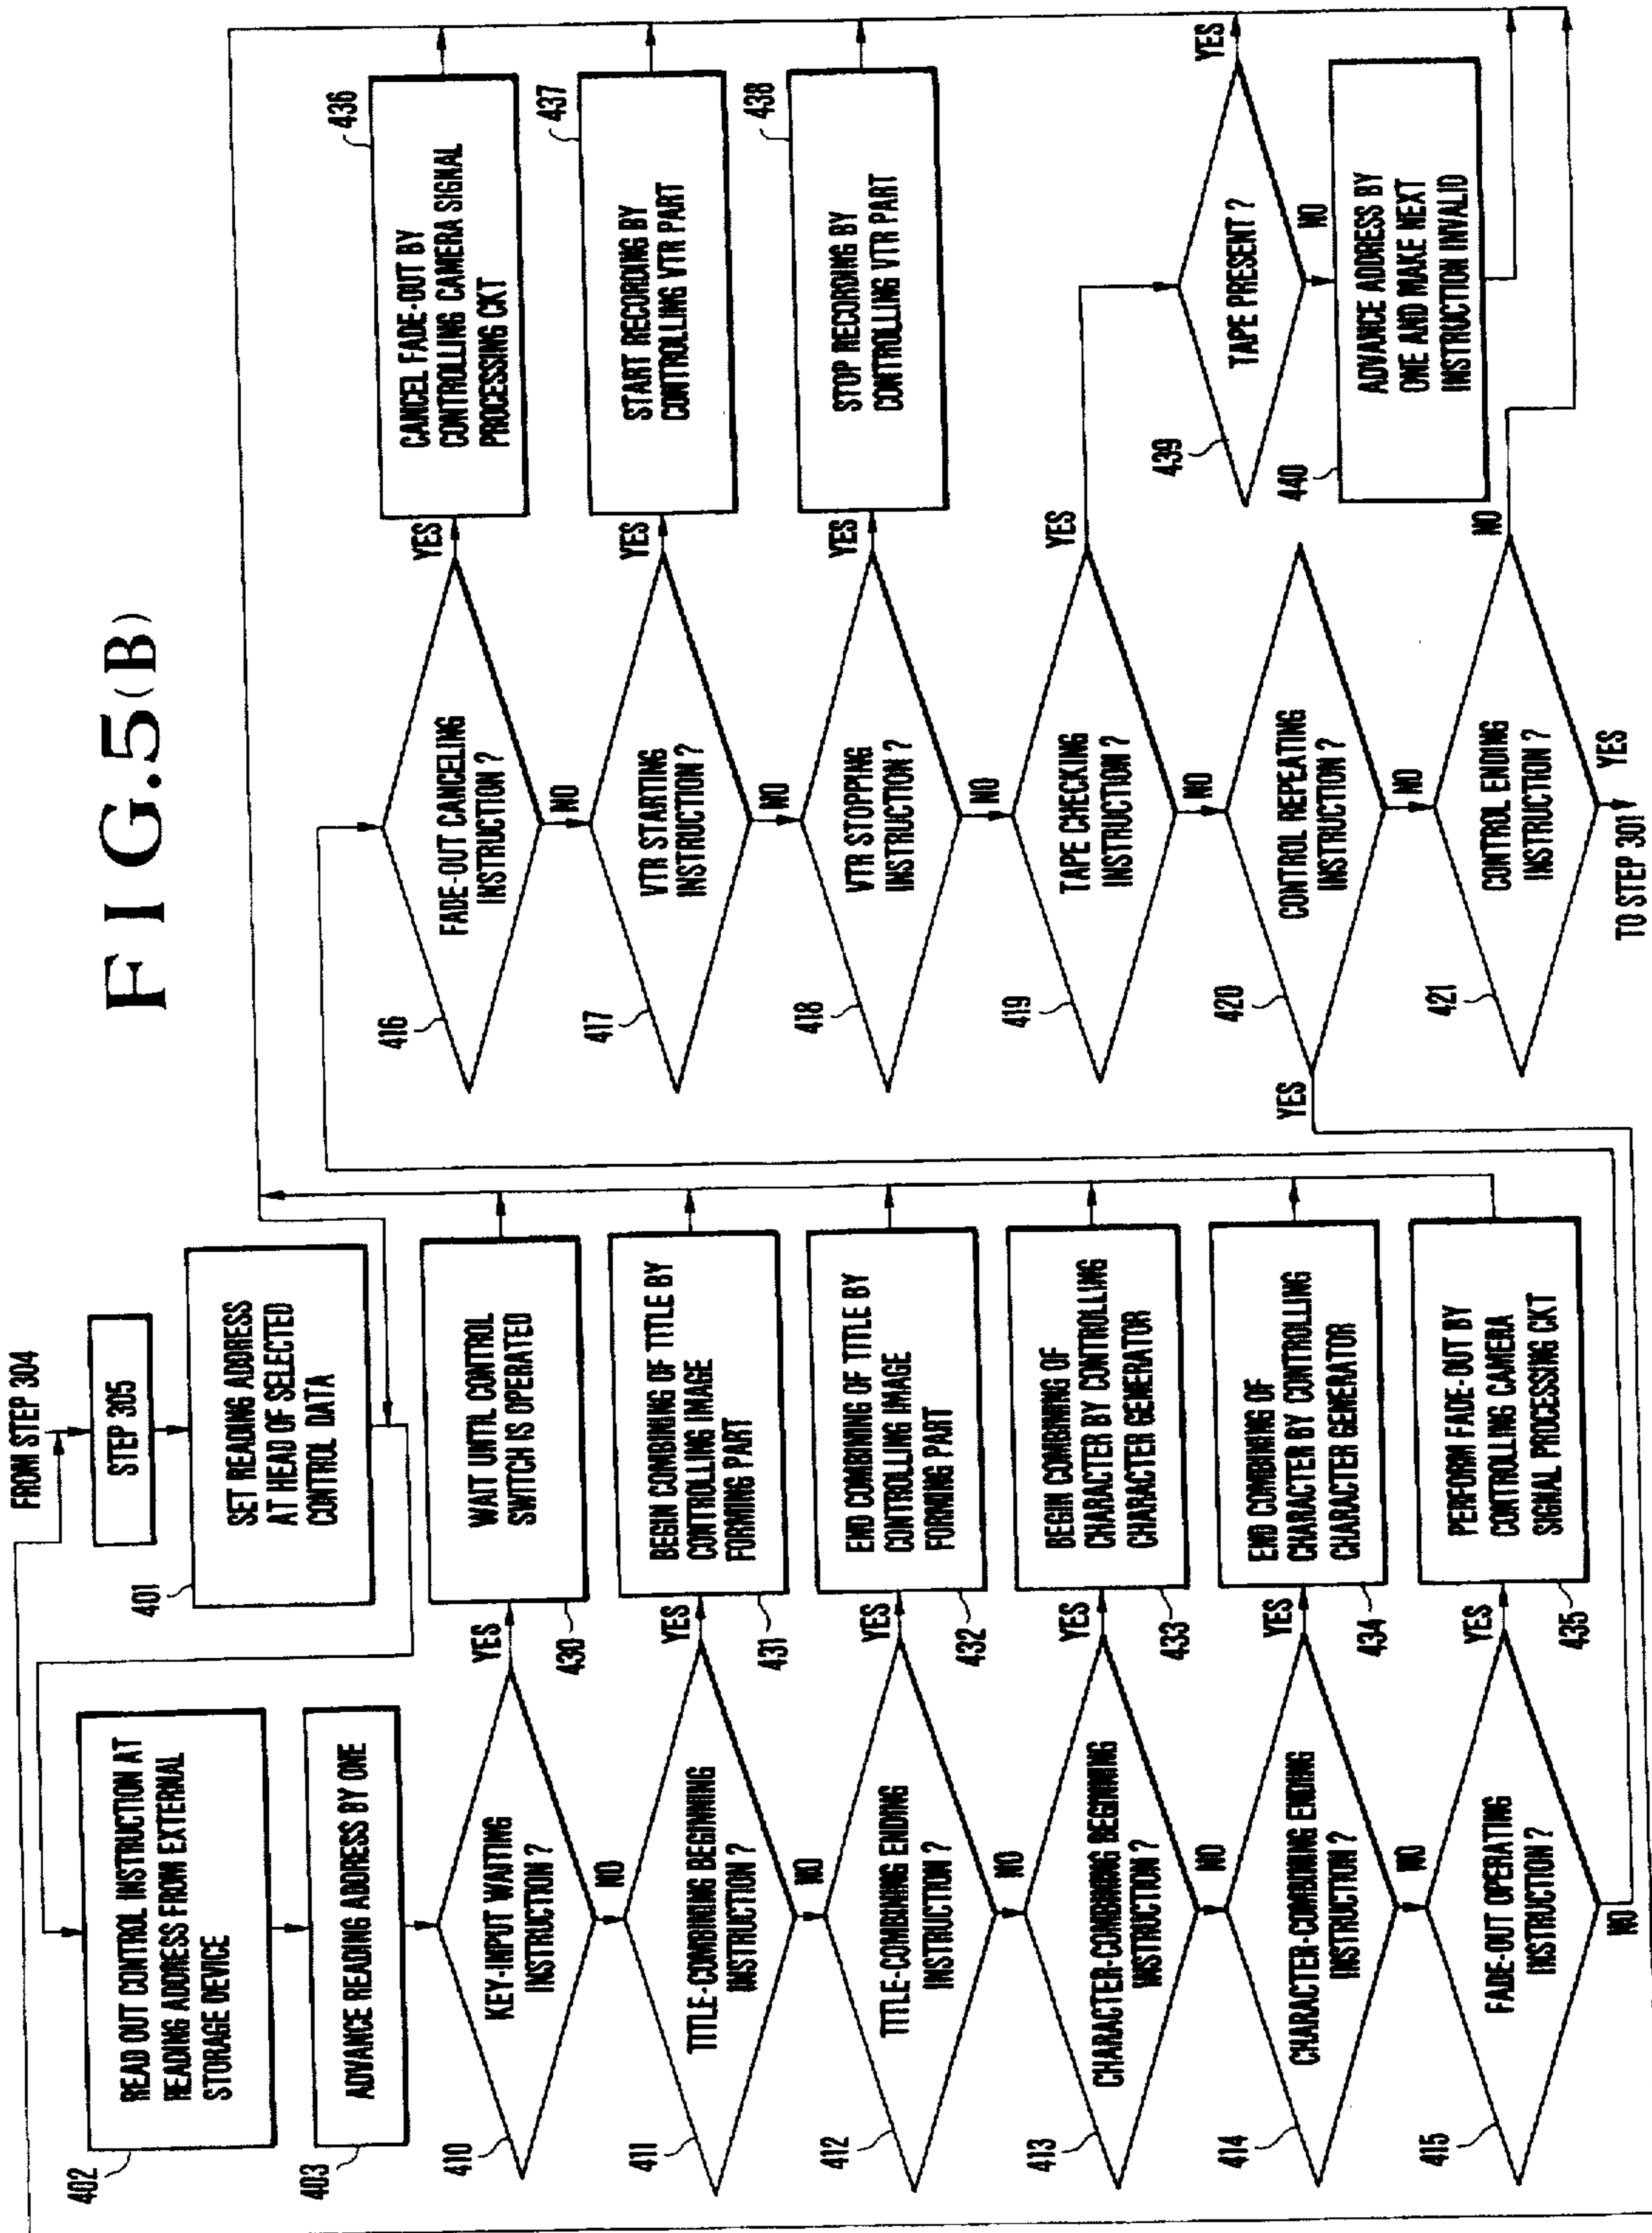 FIG.5(B)
FROM STEP 304
STEP 305
401
SET READING ADDRESS
AT HEAD OF SELECTED
CONTROL DATA
402
READ OUT CONTROL INSTRUCTION AT
READING ADDRESS FROM EXTERNAL
STORAGE DEVICE
403
ADVANCE READING ADDRESS BY ONE
410
KEY-INPUT WAITING
INSTRUCTION ?
YES
NO
430
WAIT UNTIL CONTROL
SWITCH IS OPERATED
411
TITLE-COMBINING BEGINNING
INSTRUCTION ?
YES
NO
431
BEGIN COMBINING OF TITLE BY
CONTROLLING IMAGE
FORMING PART
412
TITLE-COMBINING ENDING
INSTRUCTION ?
YES
NO
432
END COMBINING OF TITLE BY
CONTROLLING IMAGE
FORMING PART
413
CHARACTER-COMBINING BEGINNING
INSTRUCTION ?
YES
NO
433
BEGIN COMBINING OF
CHARACTER BY CONTROLLING
CHARACTER GENERATOR
414
CHARACTER-COMBINING ENDING
INSTRUCTION ?
YES
NO
434
END COMBINING OF
CHARACTER BY CONTROLLING
CHARACTER GENERATOR
415
FADE-OUT OPERATING
INSTRUCTION ?
YES
NO
435
PERFORM FADE-OUT BY
CONTROLLING CAMERA
SIGNAL PROCESSING CKT
416
FADE-OUT CANCELING
INSTRUCTION ?
YES
NO
436
CANCEL FADE-OUT BY
CONTROLLING CAMERA SIGNAL
PROCESSING CKT
417
VTR STARTING
INSTRUCTION ?
YES
NO
437
START RECORDING BY
CONTROLLING VTR PART
418
VTR STOPPING
INSTRUCTION ?
YES
NO
438
STOP RECORDING BY
CONTROLLING VTR PART
419
TAPE CHECKING
INSTRUCTION ?
YES
NO
439
TAPE PRESENT ?
YES
NO
440
ADVANCE ADDRESS BY
ONE AND MAKE NEXT
INSTRUCTION INVALID
420
CONTROL REPEATING
INSTRUCTION ?
YES
NO
421
CONTROL ENDING
INSTRUCTION ?
NO
YES
TO STEP 301